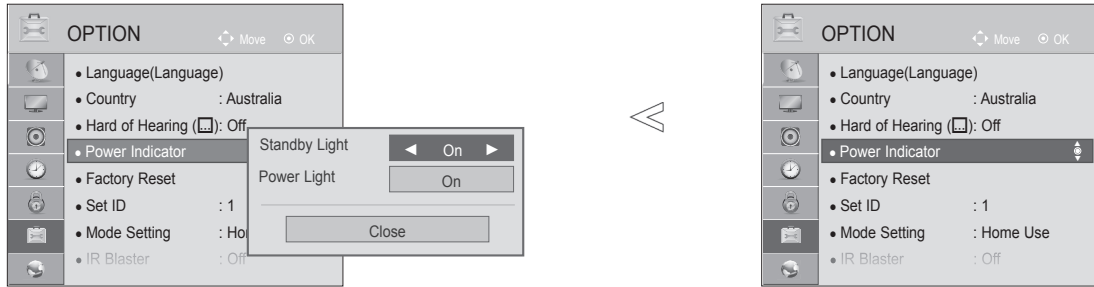 OPTION
Move OK
• Language(Language)
• Country : Australia
• Hard of Hearing ( ): Off
• Power Indicator
• Factory Reset
• Set ID : 1
• Mode Setting : Ho
• IR Blaster : Off
Standby Light ◀ On ▶
Power Light On
Close
OPTION
Move OK
• Language(Language)
• Country : Australia
• Hard of Hearing ( ): Off
• Power Indicator
• Factory Reset
• Set ID : 1
• Mode Setting : Home Use
• IR Blaster : Off